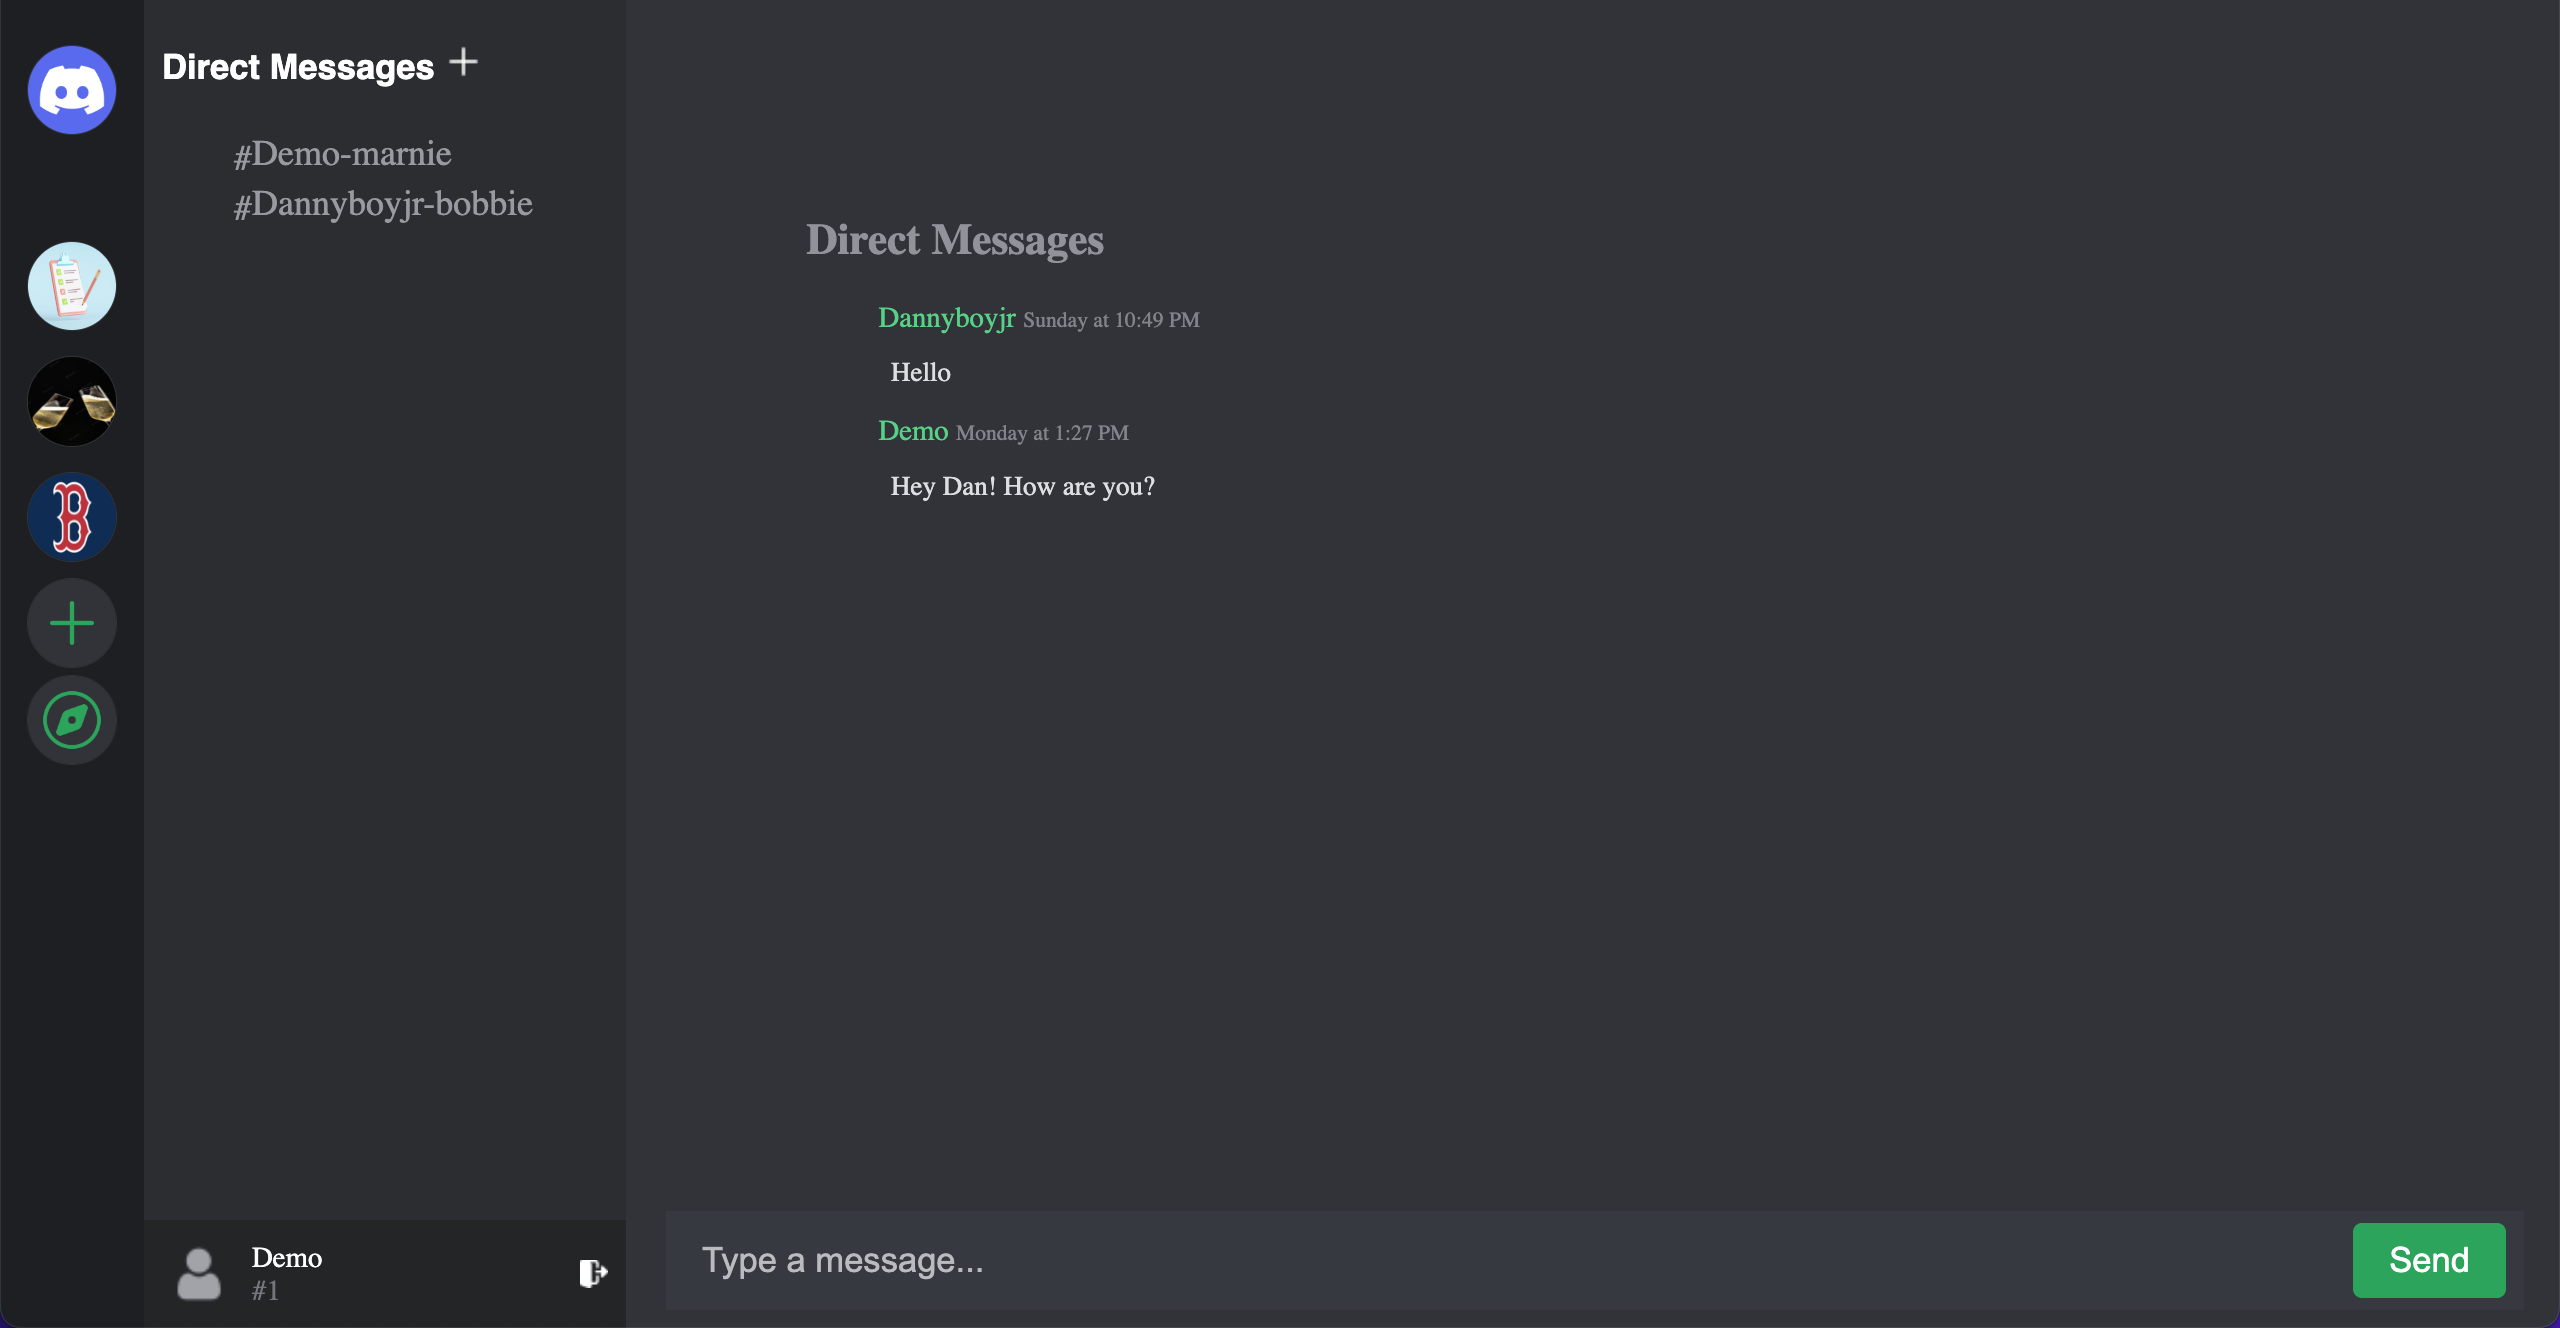 Direct Messages
#Demo-marnie
#Dannyboyjr-bobbie
B
Demo
#1
Direct Messages
Dannyboyjr Sunday at 10:49 PM
Hello
Demo Monday at 1:27 PM
Hey Dan! How are you?
Type a message...
Send